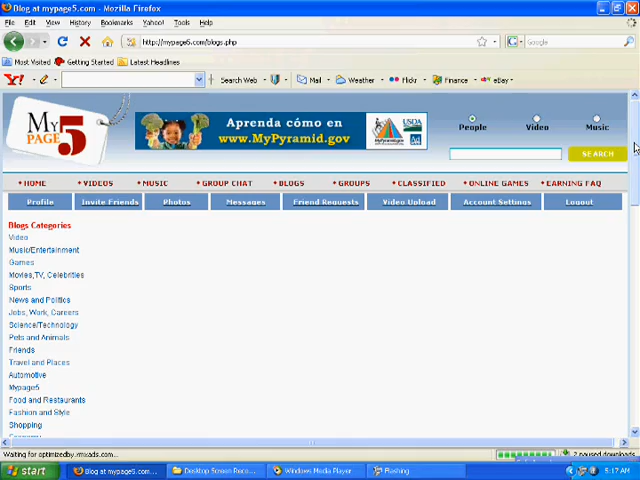 Blog at mypage5.com - Mozilla Firefox
File Edit View History Bookmarks Yahoo! Tools Help
http://mypage5.com/blogs.php
Google
Most Visited Getting Started Latest Headlines
Y! Search Web Mail Weather Flickr Finance eBay
My PAGE 5
Aprenda cómo en
www.MyPyramid.gov
USDA
People Video Music
SEARCH
HOME VIDEOS MUSIC GROUP CHAT BLOGS GROUPS CLASSIFIED ONLINE GAMES EARNING FAQ
Profile Invite Friends Photos Messages Friend Requests Video Upload Account Settings Logout
Blogs Categories
Video
Music/Entertainment
Games
Movies,TV, Celebrities
Sports
News and Politics
Jobs, Work, Careers
Science/Technology
Pets and Animals
Friends
Travel and Places
Automotive
Mypage5
Food and Restaurants
Fashion and Style
Shopping
Waiting for optimizedby.rmxads.com...
2 paused downloads
start Blog at mypage5.com... Desktop Screen Reco... Windows Media Player Flashing 5:17 AM